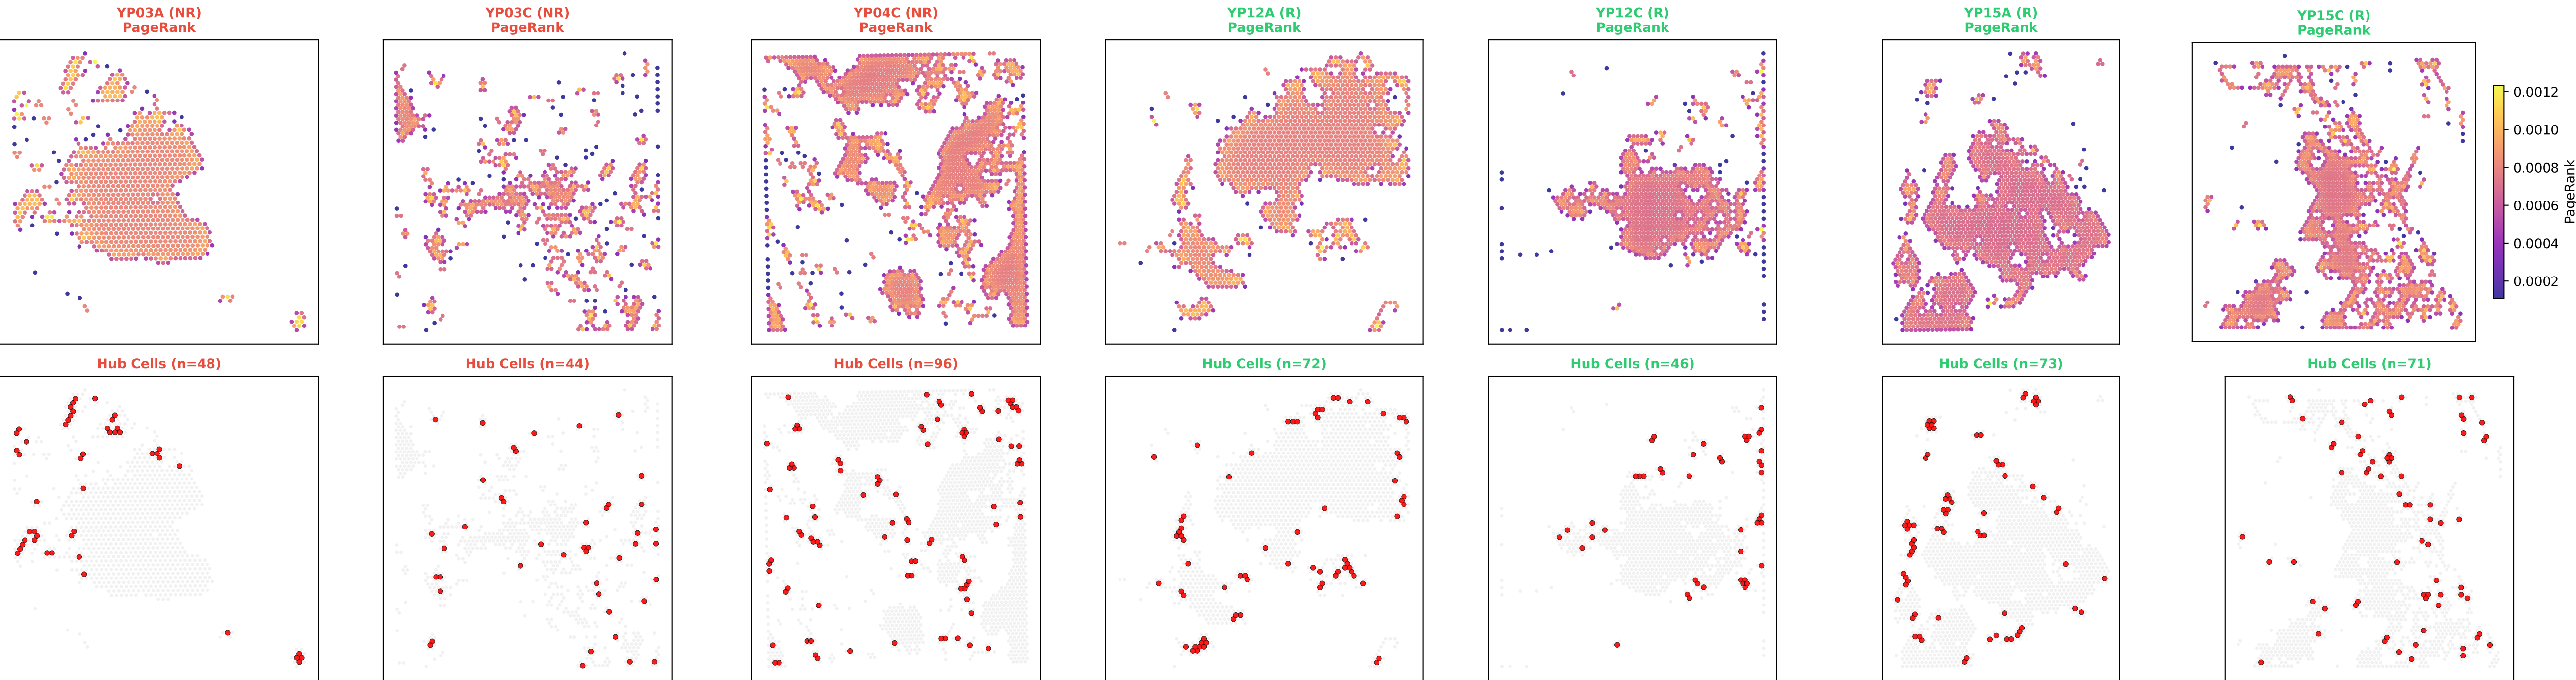 YP03A (NR)
PageRank
YP03C (NR)
PageRank
YP04C (NR)
PageRank
YP12A (R)
PageRank
YP12C (R)
PageRank
YP15A (R)
PageRank
YP15C (R)
PageRank
0.0012
0.0010
0.0008
0.0006
0.0004
0.0002
PageRank
Hub Cells (n=48)
Hub Cells (n=44)
Hub Cells (n=96)
Hub Cells (n=72)
Hub Cells (n=46)
Hub Cells (n=73)
Hub Cells (n=71)